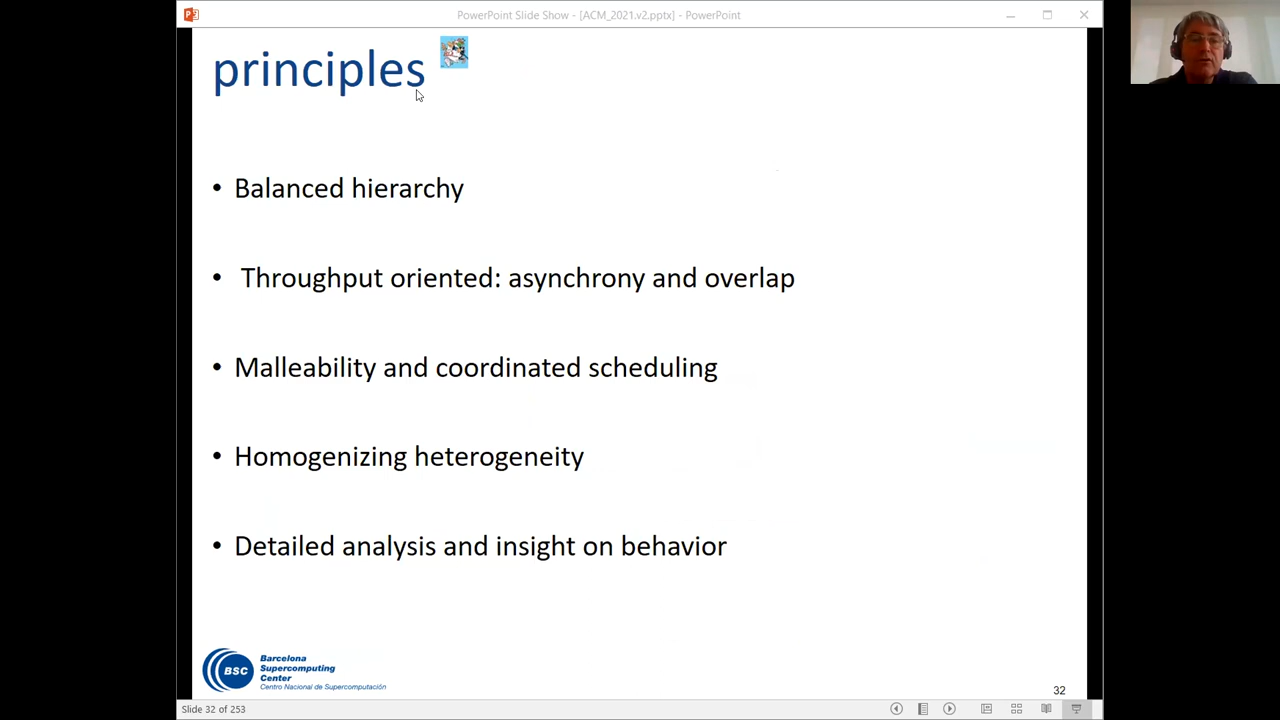 PowerPoint Slide Show - [ACM_2021.v2.pptx] - PowerPoint
principles
• Balanced hierarchy
• Throughput oriented: asynchrony and overlap
• Malleability and coordinated scheduling
• Homogenizing heterogeneity
• Detailed analysis and insight on behavior
BSC
Barcelona
Supercomputing
Center
Centro Nacional de Supercomputación
32
Slide 32 of 253